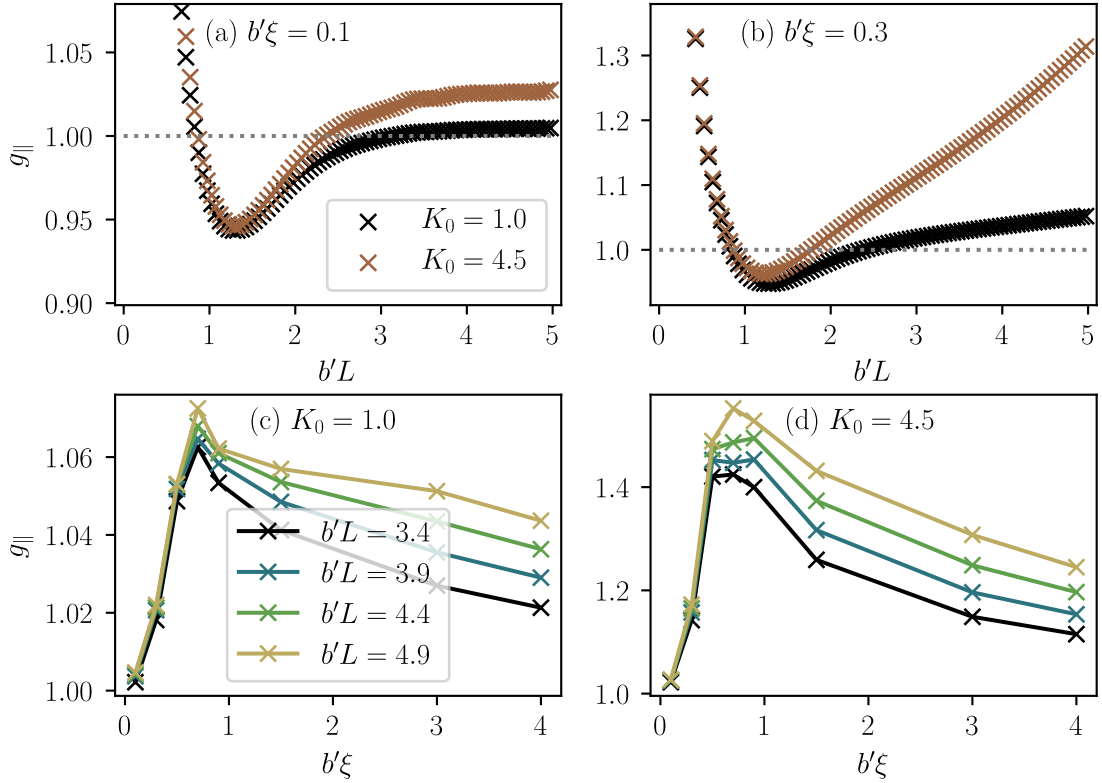 (a) b′ξ = 0.1
g∥
1.05
1.00
0.95
0.90
K₀ = 1.0
K₀ = 4.5
0 1 2 3 4 5
b′L
(b) b′ξ = 0.3
1.3
1.2
1.1
1.0
0 1 2 3 4 5
b′L
(c) K₀ = 1.0
g∥
1.06
1.04
1.02
1.00
b′L = 3.4
b′L = 3.9
b′L = 4.4
b′L = 4.9
0 1 2 3 4
b′ξ
(d) K₀ = 4.5
1.4
1.2
1.0
0 1 2 3 4
b′ξ